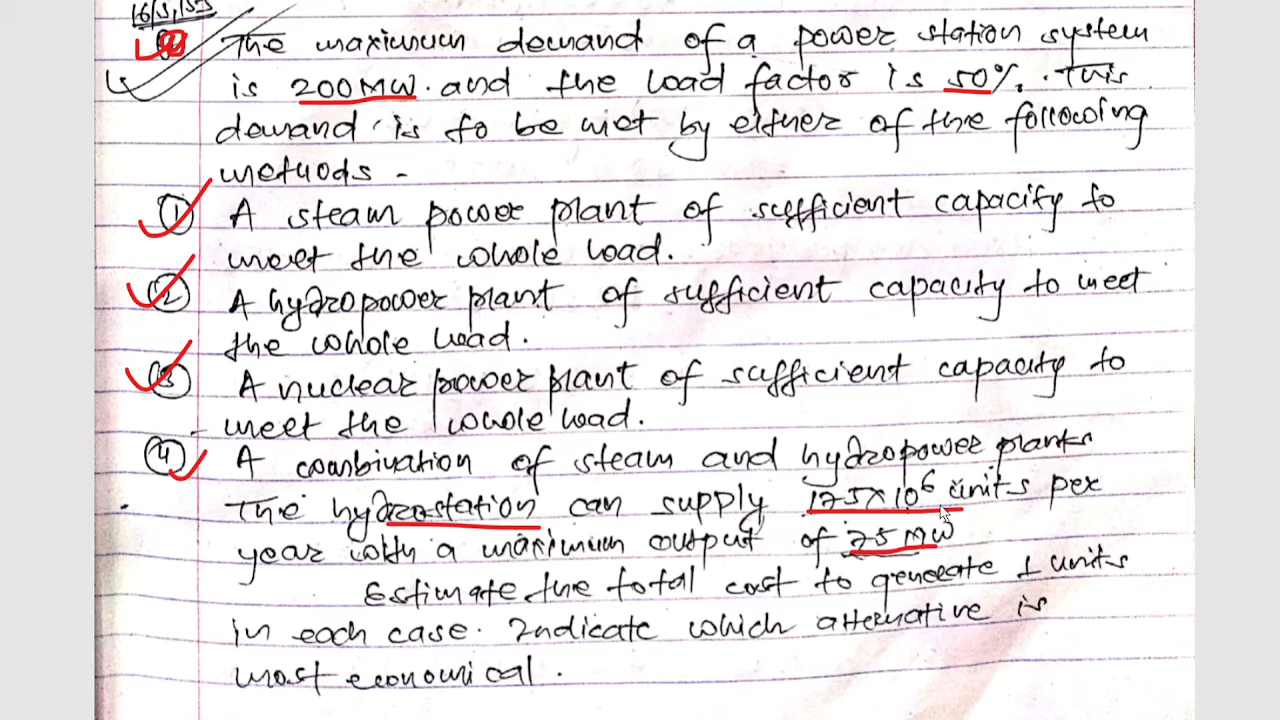 The maximum demand of a power station system
is 200MW. and the load factor is 50%. This
demand is to be met by either of the following
methods -
① A steam power plant of sufficient capacity to
meet the whole load.
② A hydropower plant of sufficient capacity to meet
the whole load.
③ A nuclear power plant of sufficient capacity to
meet the whole load.
④ A combination of steam and hydropower plants
The hydrostation can supply 175×10⁶ units per
year with a maximum output of 75 MW
Estimate the total cost to generate 1 units
in each case. Indicate which alternative is
most economical.